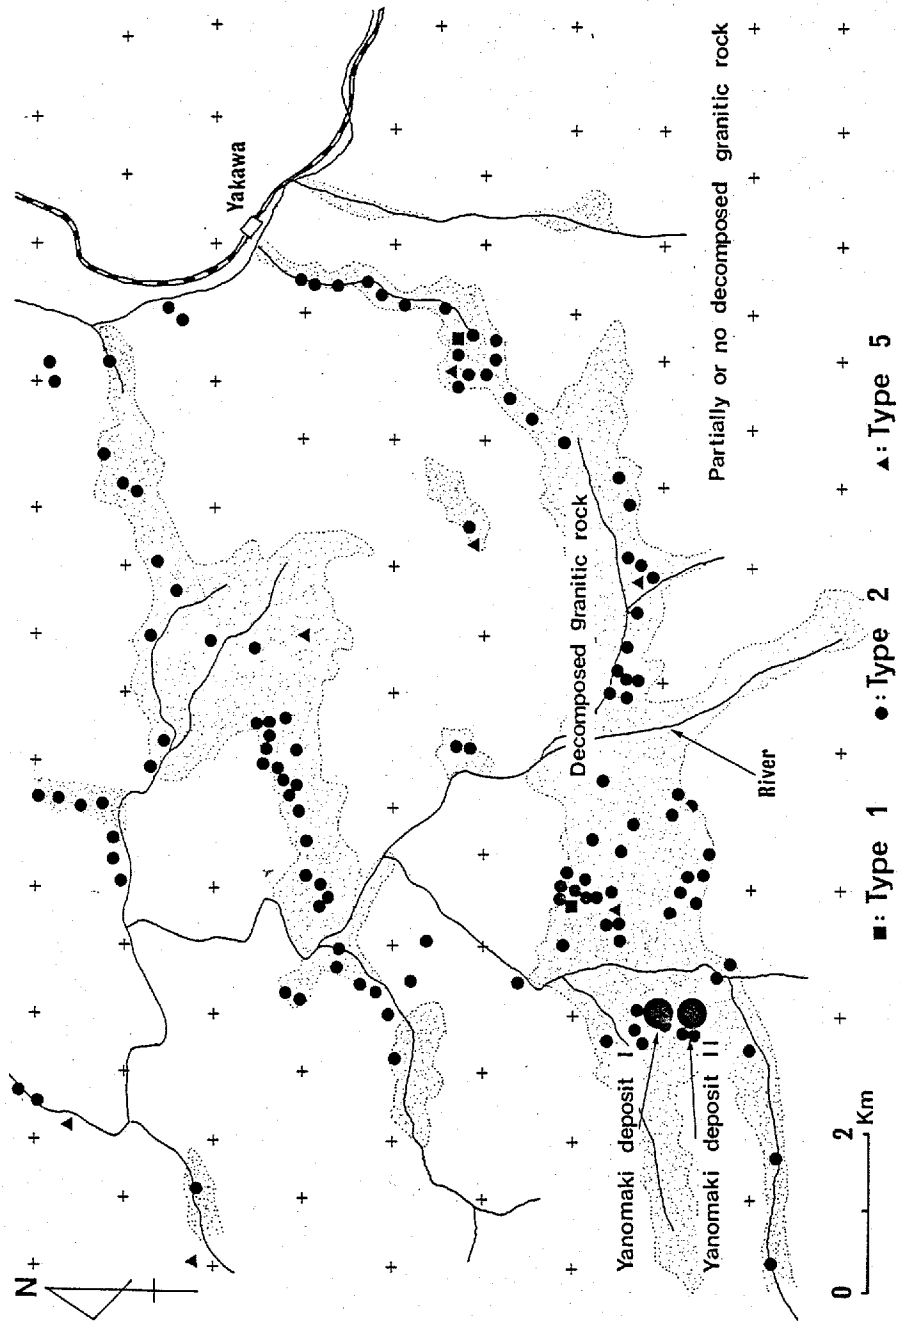 N
Yakawa
Partially or no decomposed granitic rock
Decomposed granitic rock
River
Yanomaki deposit I
Yanomaki deposit II
0 2
Km
■: Type 1 ●: Type 2 ▲: Type 5